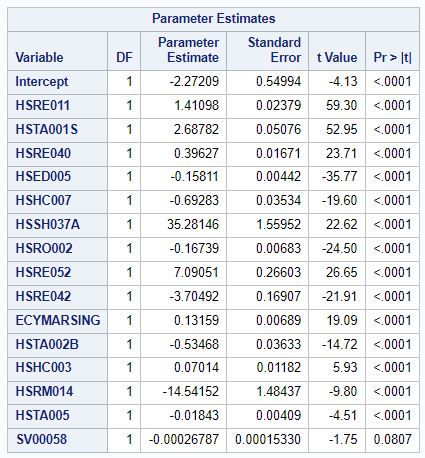 Parameter Estimates
Variable DF Parameter Estimate Standard Error t Value Pr > |t|
Intercept 1 -2.27209 0.54994 -4.13 <.0001
HSRE011 1 1.41098 0.02379 59.30 <.0001
HSTA001S 1 2.68782 0.05076 52.95 <.0001
HSRE040 1 0.39627 0.01671 23.71 <.0001
HSED005 1 -0.15811 0.00442 -35.77 <.0001
HSHC007 1 -0.69283 0.03534 -19.60 <.0001
HSSH037A 1 35.28146 1.55952 22.62 <.0001
HSRO002 1 -0.16739 0.00683 -24.50 <.0001
HSRE052 1 7.09051 0.26603 26.65 <.0001
HSRE042 1 -3.70492 0.16907 -21.91 <.0001
ECYMARSING 1 0.13159 0.00689 19.09 <.0001
HSTA002B 1 -0.53468 0.03633 -14.72 <.0001
HSHC003 1 0.07014 0.01182 5.93 <.0001
HSRM014 1 -14.54152 1.48437 -9.80 <.0001
HSTA005 1 -0.01843 0.00409 -4.51 <.0001
SV00058 1 -0.00026787 0.00015330 -1.75 0.0807